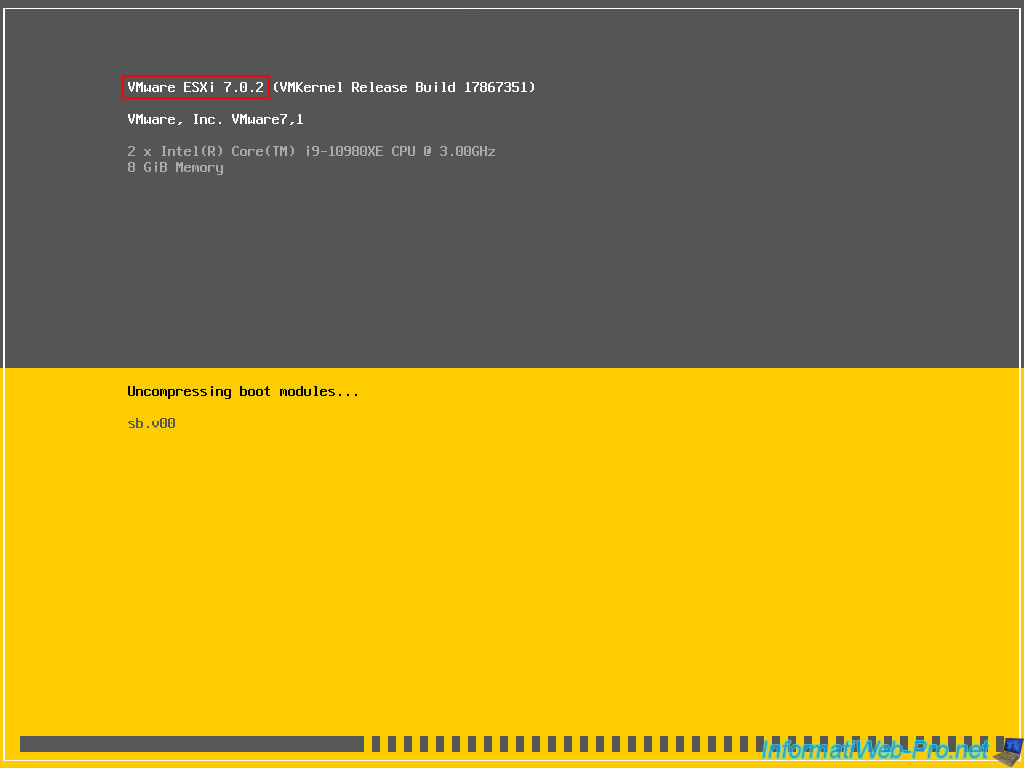 VMware ESXi 7.0.2 (VMKernel Release Build 17867351)
VMware, Inc. VMware7,1
2 x Intel(R) Core(TM) i9-10980XE CPU @ 3.00GHz
8 GiB Memory
Uncompressing boot modules...
sb.v00
InformatiWeb-Pro.net